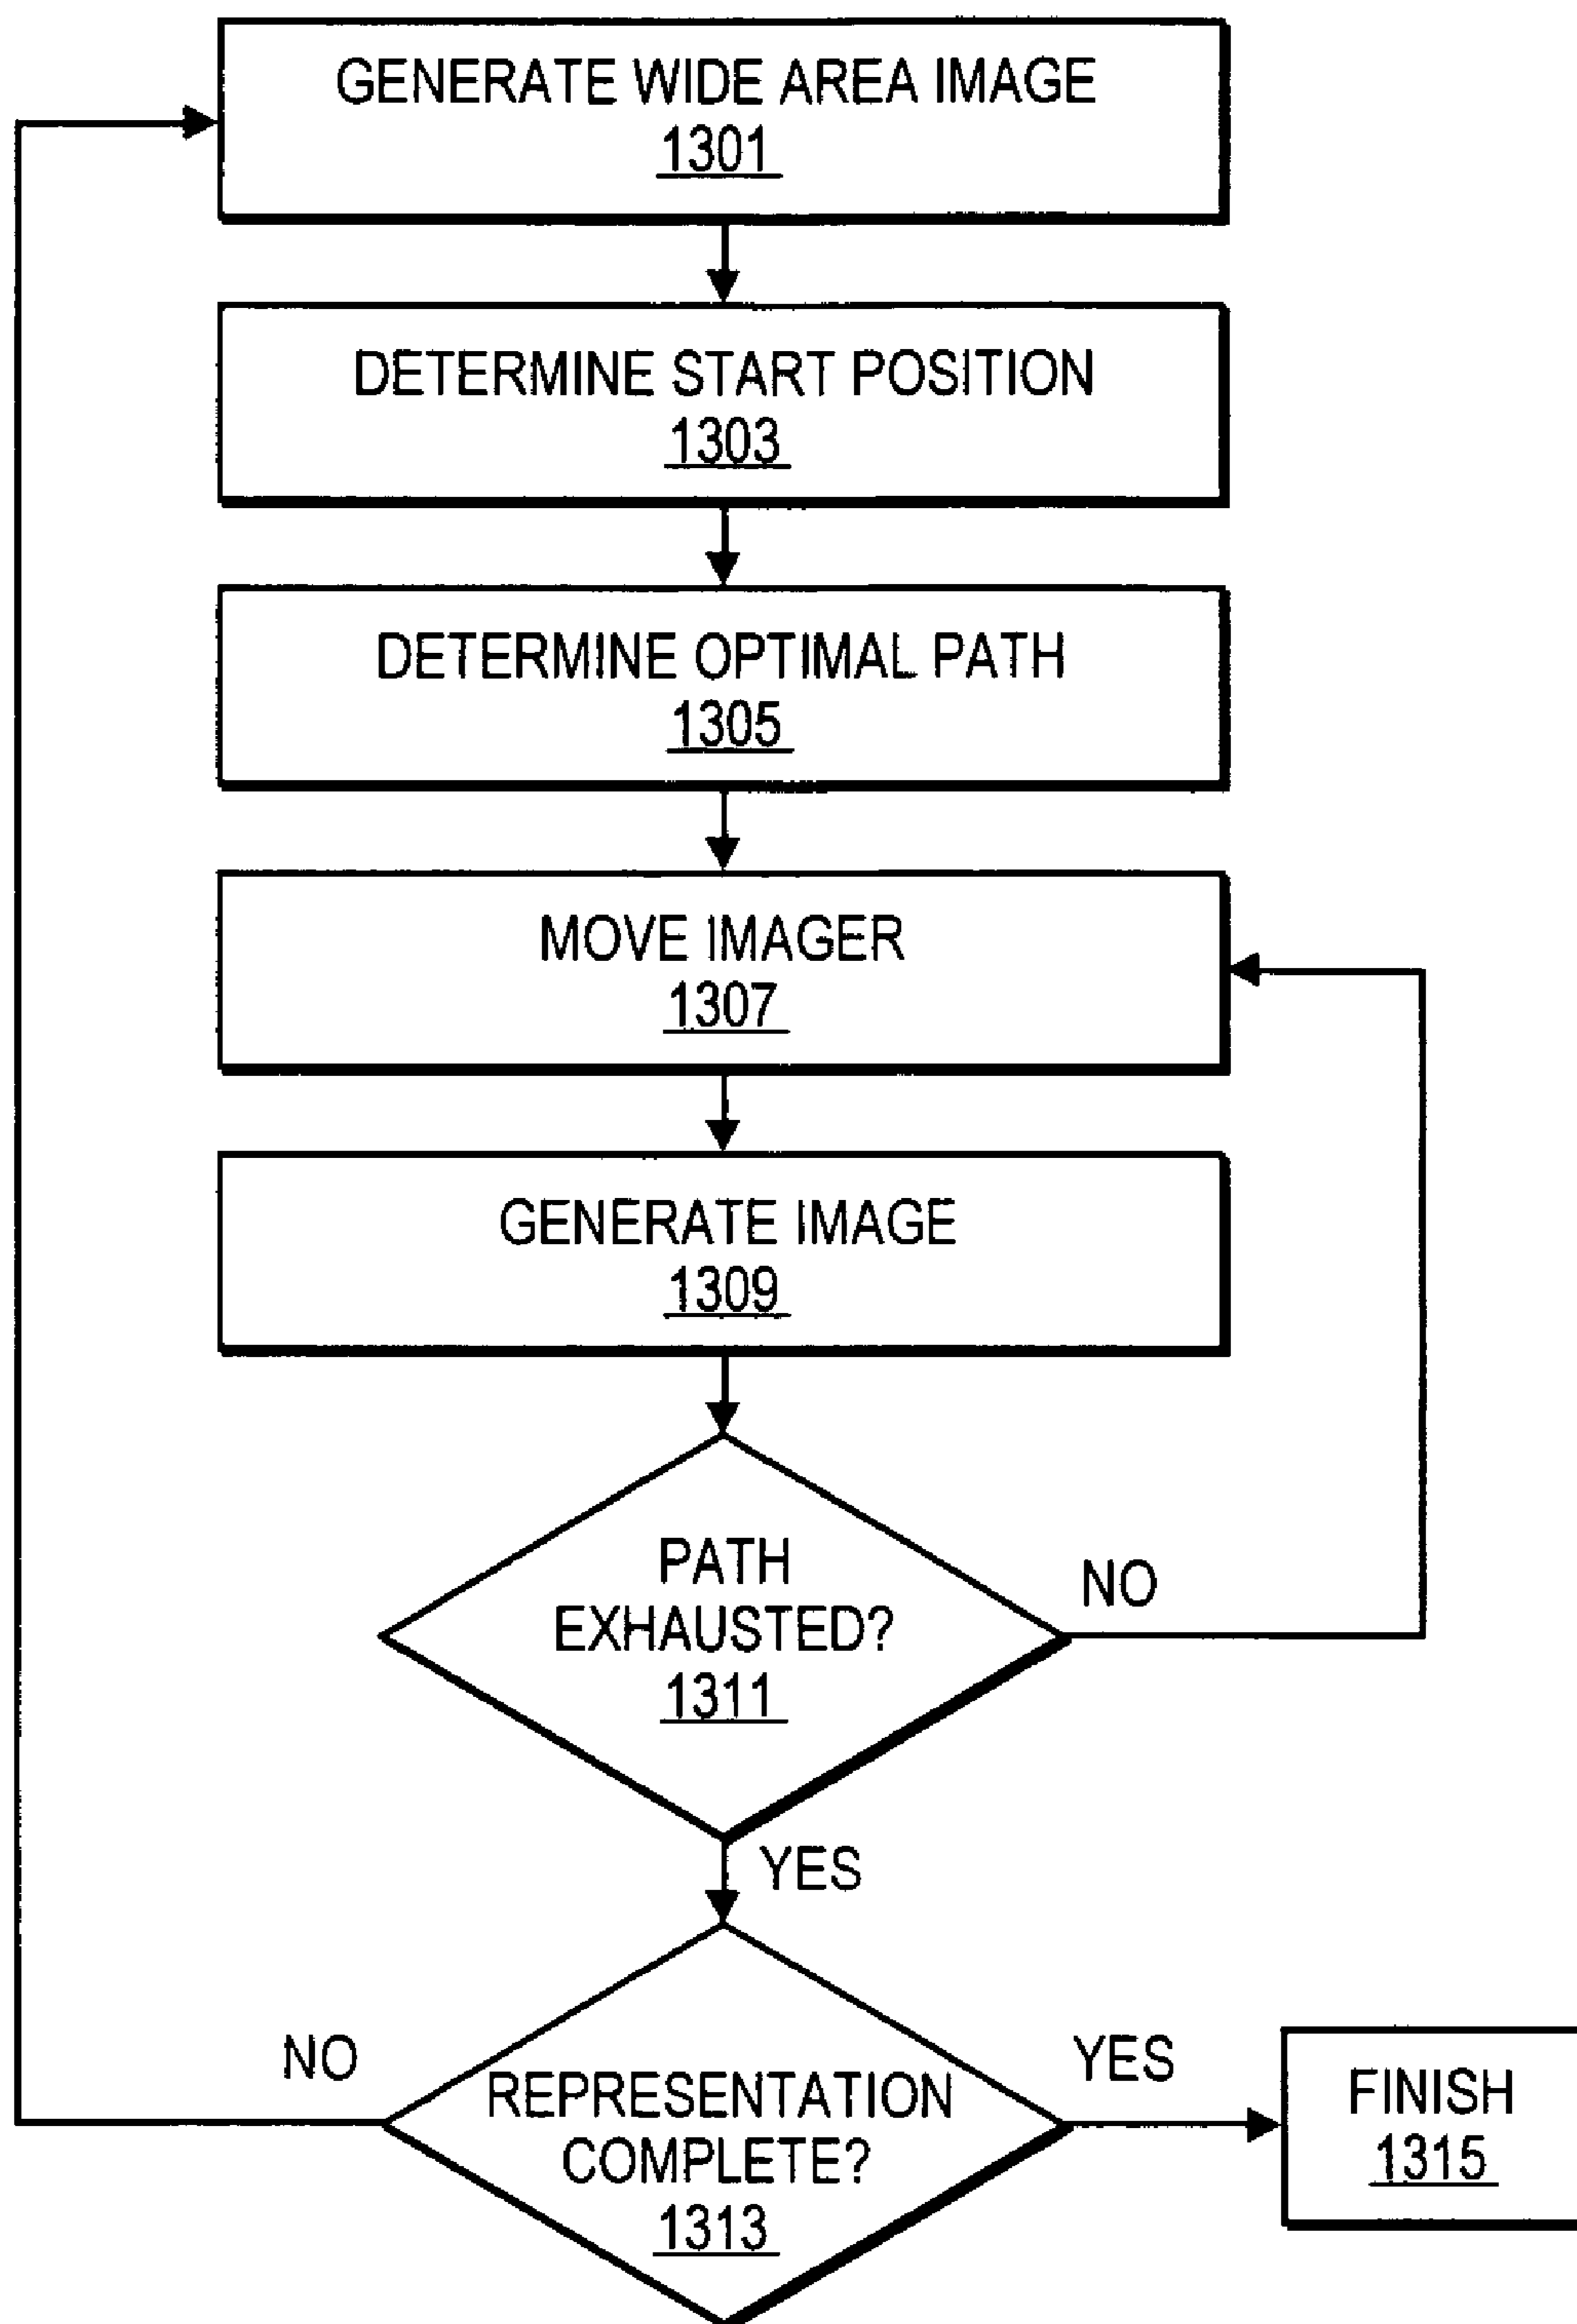 GENERATE WIDE AREA IMAGE
1301
DETERMINE START POSITION
1303
DETERMINE OPTIMAL PATH
1305
MOVE IMAGER
1307
GENERATE IMAGE
1309
PATH
EXHAUSTED?
1311
NO
YES
NO
REPRESENTATION
COMPLETE?
1313
YES
FINISH
1315